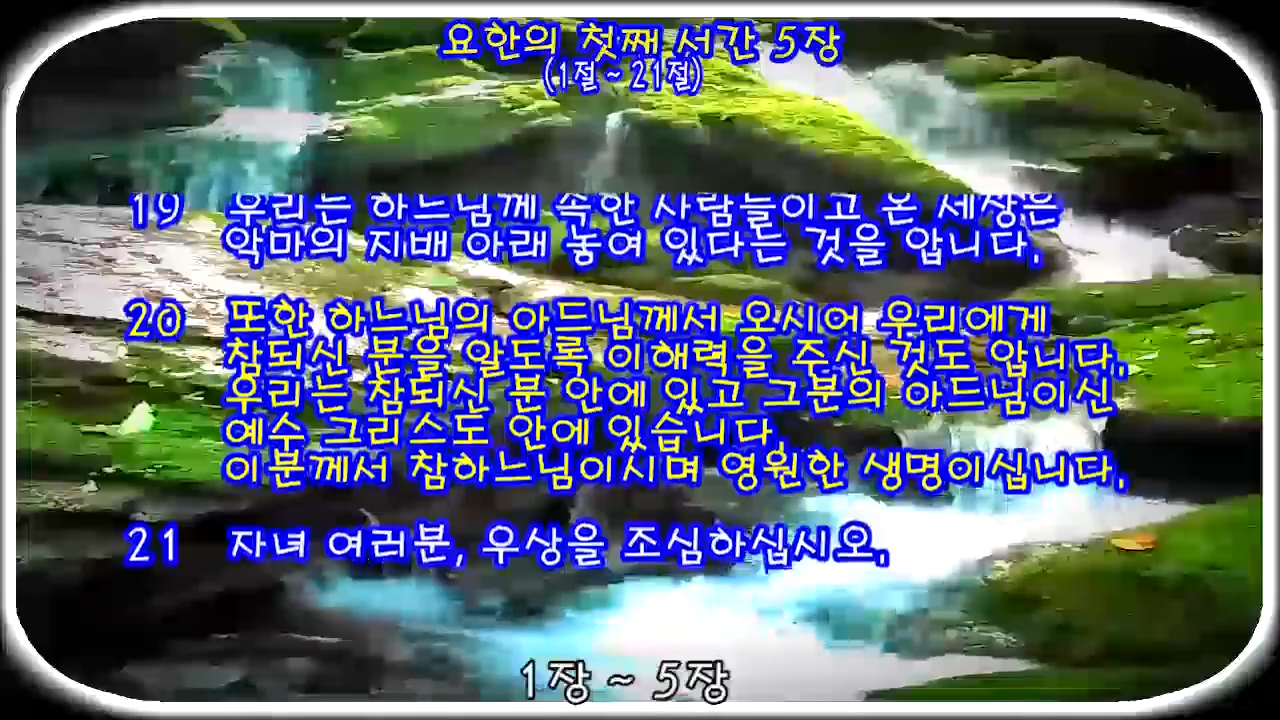 요한의 첫째 서간 5장
(1절 ~ 21절)
19 우리는 하느님께 속한 사람들이고 온 세상은
악마의 지배 아래 놓여 있다는 것을 압니다.
20 또한 하느님의 아드님께서 오시어 우리에게
참되신 분을 알도록 이해력을 주신 것도 압니다.
우리는 참되신 분 안에 있고 그분의 아드님이신
예수 그리스도 안에 있습니다.
이분께서 참하느님이시며 영원한 생명이십니다.
21 자녀 여러분, 우상을 조심하십시오.
1장 ~ 5장